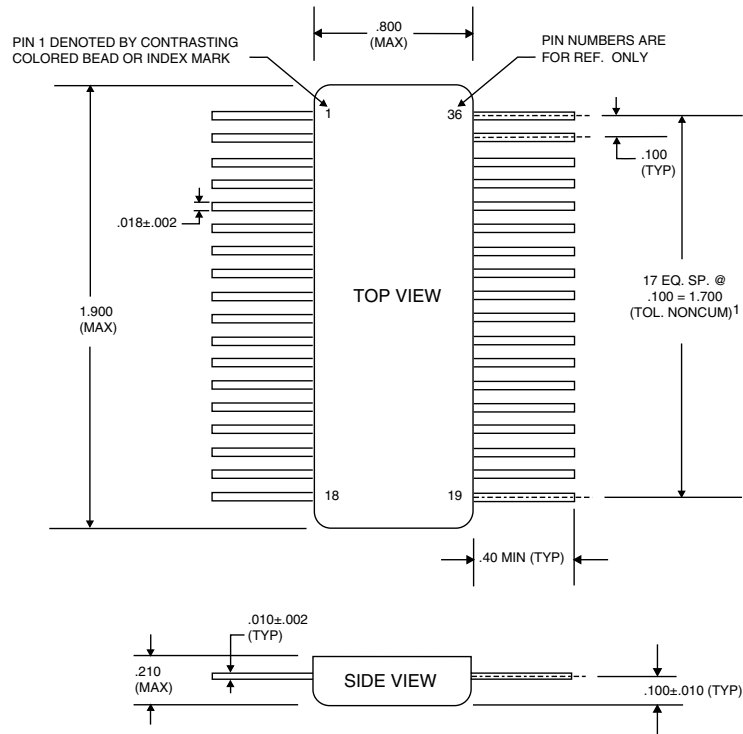 .800
(MAX)
PIN 1 DENOTED BY CONTRASTING
COLORED BEAD OR INDEX MARK
PIN NUMBERS ARE
FOR REF. ONLY
1
36
.100
(TYP)
.018±.002
1.900
(MAX)
TOP VIEW
17 EQ. SP. @
.100 = 1.700
(TOL. NONCUM)1
18
19
.40 MIN (TYP)
.010±.002
(TYP)
.210
(MAX)
SIDE VIEW
.100±.010 (TYP)